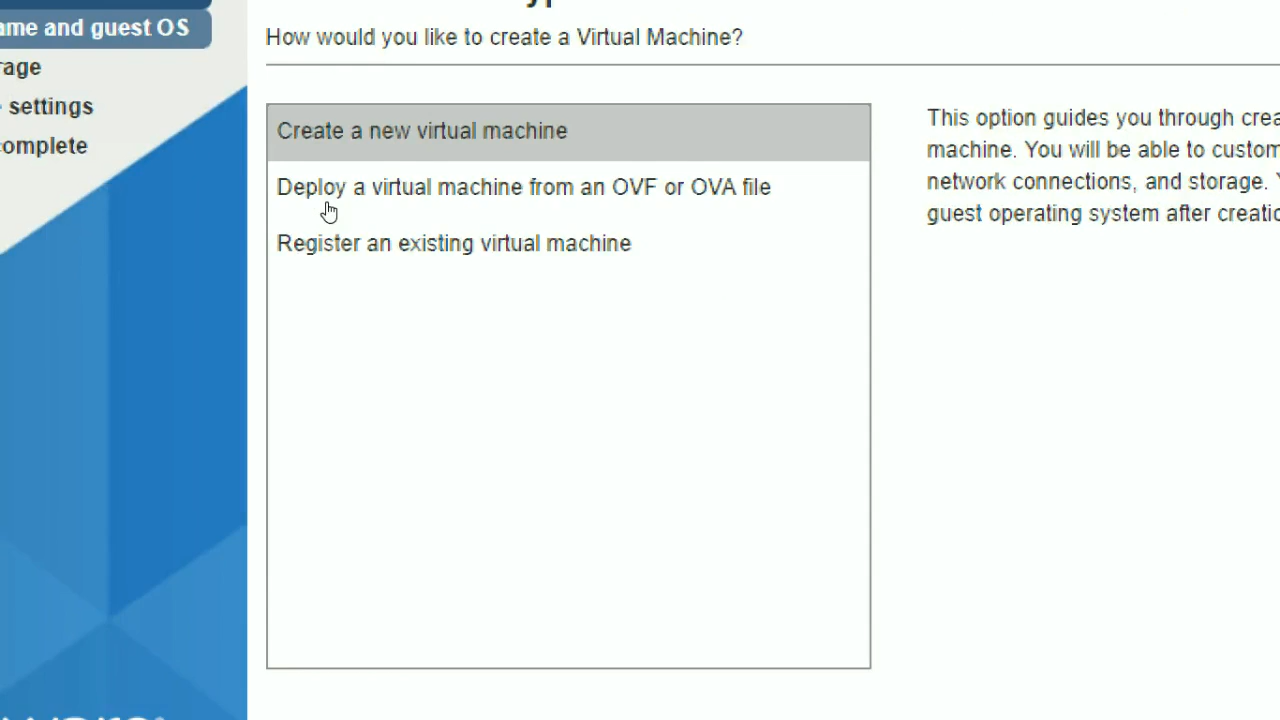 ame and guest OS
How would you like to create a Virtual Machine?
rage
settings
omplete
Create a new virtual machine
Deploy a virtual machine from an OVF or OVA file
Register an existing virtual machine
This option guides you through crea
machine. You will be able to custom
network connections, and storage. Y
guest operating system after creatio